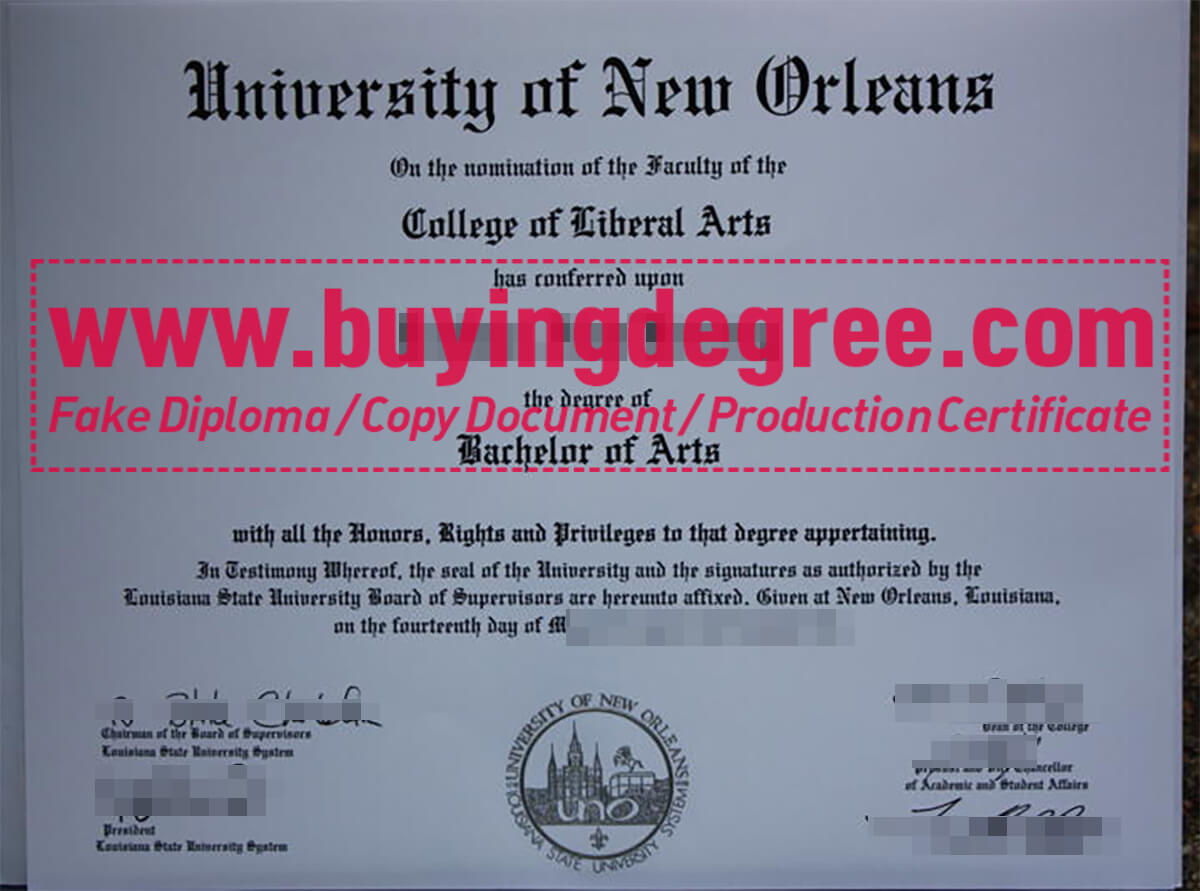 University of New Orleans
On the nomination of the Faculty of the
College of Liberal Arts
has conferred upon
www.buyingdegree.com
the degree of
Fake Diploma / Copy Document / Production Certificate
Bachelor of Arts
with all the Honors, Rights and Privileges to that degree appertaining.
In Testimony Whereof, the seal of the University and the signatures as authorized by the
Louisiana State University Board of Supervisors are hereunto affixed. Given at New Orleans, Louisiana,
on the fourteenth day of M
Chairman of the Board of Supervisors
Louisiana State University System
President
Louisiana State University System
UNIVERSITY OF NEW ORLEANS
uno
LOUISIANA STATE UNIVERSITY SYSTEM
Dean of the College
Provost and Vice Chancellor
of Academic and Student Affairs